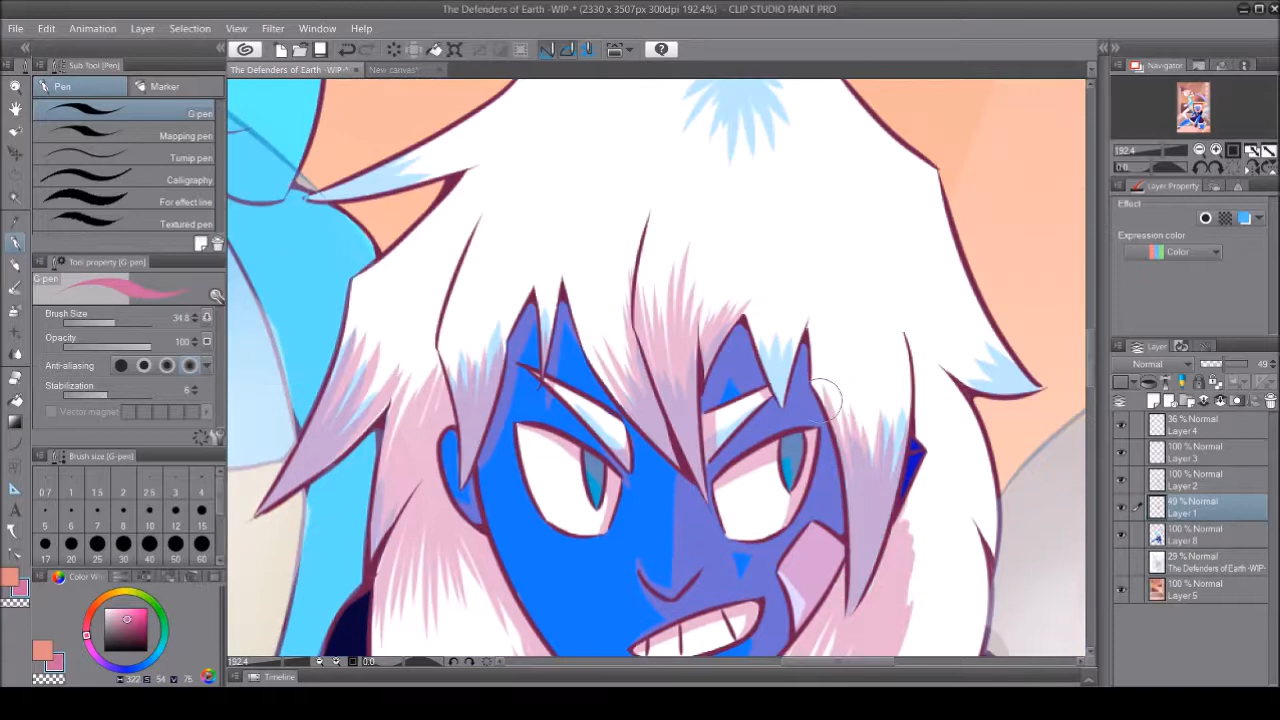 The Defenders of Earth -WIP-* (2330 x 3507px 300dpi 192.4%) - CLIP STUDIO PAINT PRO
File Edit Animation Layer Selection View Filter Window Help
Sub Tool [Pen]
The Defenders of Earth -WIP-*
New canvas*
Navigator
Pen
Marker
G-pen
Mapping pen
Turnip pen
Calligraphy
For effect line
Textured pen
192.4
0.0
Layer Property
Effect
Expression color
Color
Tool property [G-pen]
G-pen
Brush Size 34.8
Opacity 100
Anti-aliasing
Stabilization 6
Vector magnet
Layer
Normal 49
36 % Normal
Layer 4
100 % Normal
Layer 3
100 % Normal
Layer 2
49 % Normal
Layer 1
100 % Normal
Layer 8
29 % Normal
The Defenders of Earth -WIP-
100 % Normal
Layer 5
Brush size [G-pen]
0.7 1 1.5 2 2.5 3 4
5 6 7 8 10 12 15
17 20 25 30 40 50 60
Color W
322 S 54 V 75
192.4 0.0
Timeline